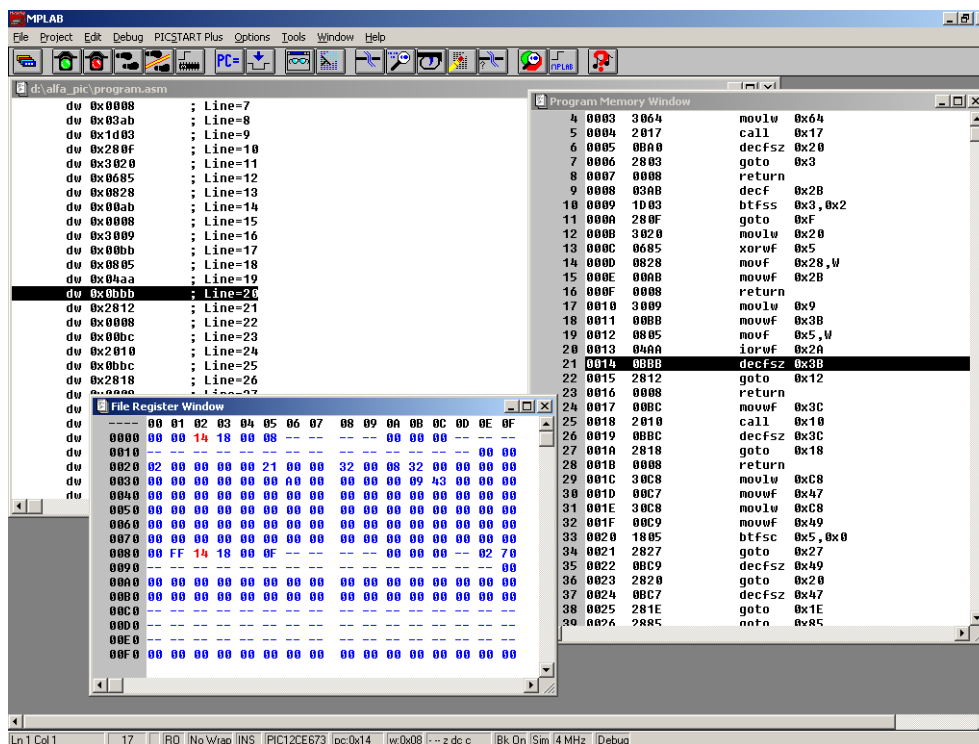 MPLAB
File Project Edit Debug PICSTART Plus Options Tools Window Help
PC=
MPLAB
d:\alfa_pic\program.asm
dw 0x0008 ; Line=7
dw 0x03ab ; Line=8
dw 0x1d03 ; Line=9
dw 0x280f ; Line=10
dw 0x3020 ; Line=11
dw 0x0685 ; Line=12
dw 0x0828 ; Line=13
dw 0x00ab ; Line=14
dw 0x0008 ; Line=15
dw 0x3009 ; Line=16
dw 0x00bb ; Line=17
dw 0x0805 ; Line=18
dw 0x04aa ; Line=19
dw 0x0bbb ; Line=20
dw 0x2812 ; Line=21
dw 0x0008 ; Line=22
dw 0x00bc ; Line=23
dw 0x2010 ; Line=24
dw 0x0bbc ; Line=25
dw 0x2818 ; Line=26
dw 0x0008 ; Line=27
dw
dw
dw
dw
dw
Program Memory Window
4 0003 3064 movlw 0x64
5 0004 2017 call 0x17
6 0005 0BA0 decfsz 0x20
7 0006 2803 goto 0x3
8 0007 0008 return
9 0008 03AB decf 0x2B
10 0009 1D03 btfss 0x3,0x2
11 000A 280F goto 0xF
12 000B 3020 movlw 0x20
13 000C 0685 xorwf 0x5
14 000D 0828 movf 0x28,W
15 000E 00AB movwf 0x2B
16 000F 0008 return
17 0010 3009 movlw 0x9
18 0011 00BB movwf 0x3B
19 0012 0805 movf 0x5,W
20 0013 04AA iorwf 0x2A
21 0014 0BBB decfsz 0x3B
22 0015 2812 goto 0x12
23 0016 0008 return
24 0017 00BC movwf 0x3C
25 0018 2010 call 0x10
26 0019 0BBC decfsz 0x3C
27 001A 2818 goto 0x18
28 001B 0008 return
29 001C 30C8 movlw 0xC8
30 001D 00C7 movwf 0x47
31 001E 30C8 movlw 0xC8
32 001F 00C9 movwf 0x49
33 0020 1805 btfsc 0x5,0x0
34 0021 2827 goto 0x27
35 0022 0BC9 decfsz 0x49
36 0023 2820 goto 0x20
37 0024 0BC7 decfsz 0x47
38 0025 281E goto 0x1E
39 0026 2885 goto 0x85
File Register Window
---- 00 01 02 03 04 05 06 07 08 09 0A 0B 0C 0D 0E 0F
0000 00 00 14 18 00 08 -- -- -- -- 00 00 00 -- -- --
0010 -- -- -- -- -- -- -- -- -- -- -- -- -- -- 00 00
0020 02 00 00 00 00 21 00 00 32 00 08 32 00 00 00 00
0030 00 00 00 00 00 00 A0 00 00 00 00 09 43 00 00 00
0040 00 00 00 00 00 00 00 00 00 00 00 00 00 00 00 00
0050 00 00 00 00 00 00 00 00 00 00 00 00 00 00 00 00
0060 00 00 00 00 00 00 00 00 00 00 00 00 00 00 00 00
0070 00 00 00 00 00 00 00 00 00 00 00 00 00 00 00 00
0080 00 FF 14 18 00 0F -- -- -- -- 00 00 00 -- 02 70
0090 -- -- -- -- -- -- -- -- -- -- -- -- -- -- -- 00
00A0 00 00 00 00 00 00 00 00 00 00 00 00 00 00 00 00
00B0 00 00 00 00 00 00 00 00 00 00 00 00 00 00 00 00
00C0 -- -- -- -- -- -- -- -- -- -- -- -- -- -- -- --
00D0 -- -- -- -- -- -- -- -- -- -- -- -- -- -- -- --
00E0 -- -- -- -- -- -- -- -- -- -- -- -- -- -- -- --
00F0 00 00 00 00 00 00 00 00 00 00 00 00 00 00 00 00
Ln 1 Col 1 17 RO No Wrap INS PIC12CE673 pc:0x14 w:0x08 - -- z dc c Bk On Sim 4 MHz Debug